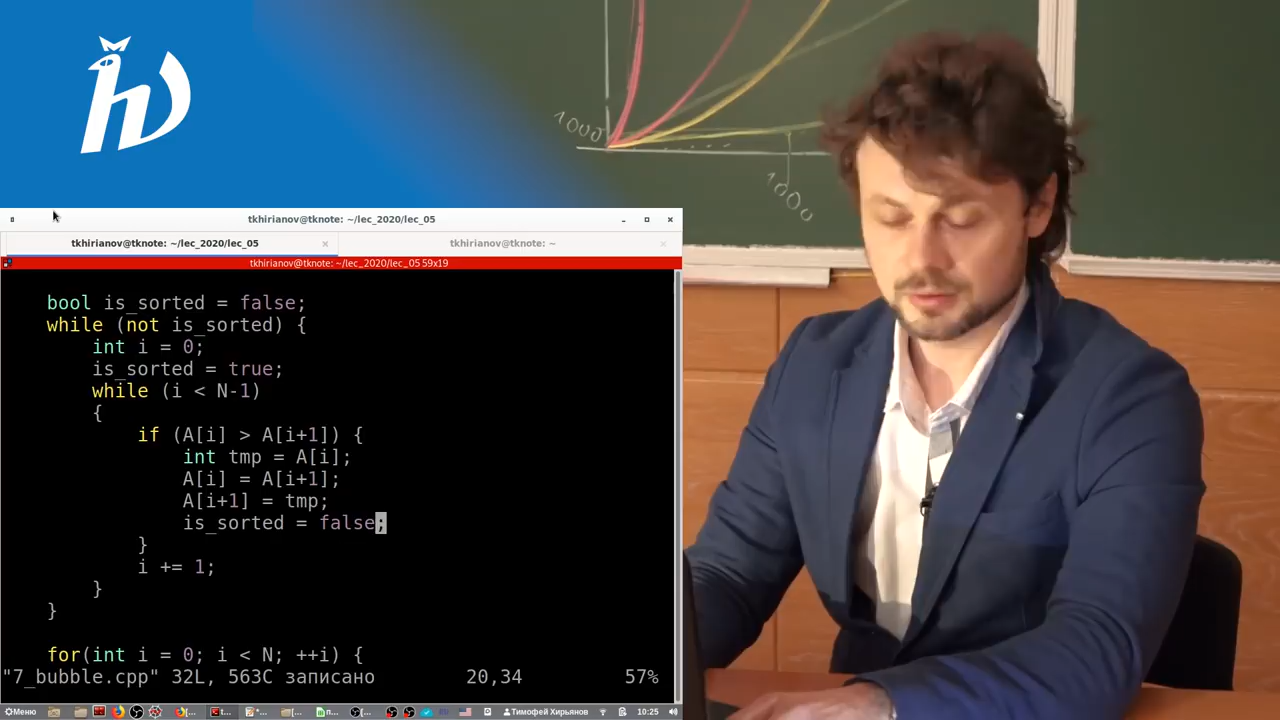 1000
1000
tkhirianov@tknote: ~/lec_2020/lec_05
tkhirianov@tknote: ~/lec_2020/lec_05
tkhirianov@tknote: ~
tkhirianov@tknote: ~/lec_2020/lec_05 59x19
bool is_sorted = false;
while (not is_sorted) {
int i = 0;
is_sorted = true;
while (i < N-1)
{
if (A[i] > A[i+1]) {
int tmp = A[i];
A[i] = A[i+1];
A[i+1] = tmp;
is_sorted = false;
}
i += 1;
}
}
for(int i = 0; i < N; ++i) {
"7_bubble.cpp" 32L, 563C записано 20,34 57%
Меню Тимофей Хирьянов 10:25